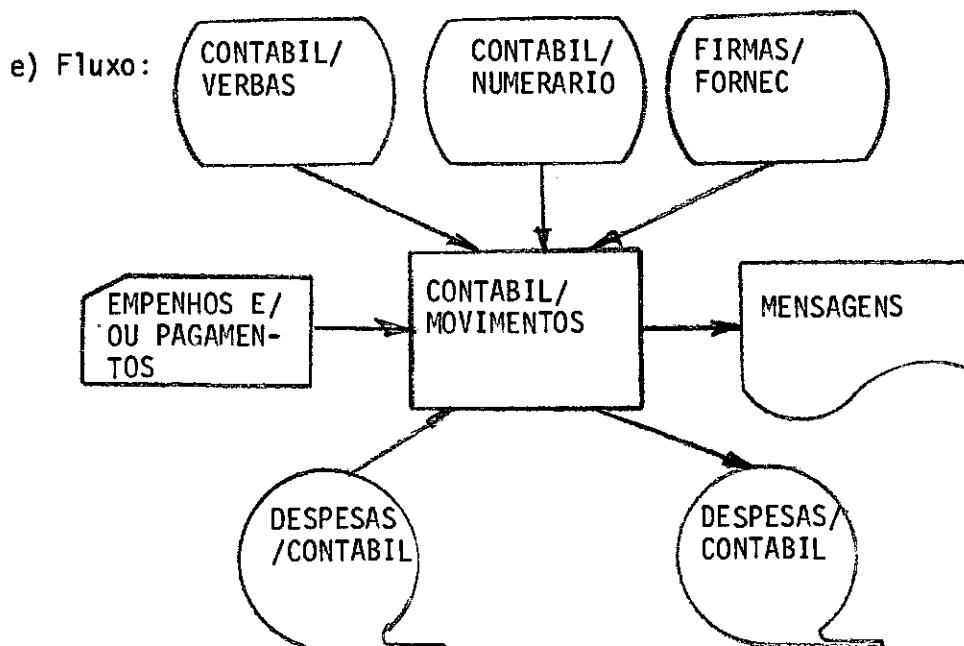 e) Fluxo:
CONTABIL/
VERBAS
CONTABIL/
NUMERARIO
FIRMAS/
FORNEC
EMPENHOS E/
OU PAGAMEN-
TOS
CONTABIL/
MOVIMENTOS
MENSAGENS
DESPESAS
/CONTABIL
DESPESAS/
CONTABIL